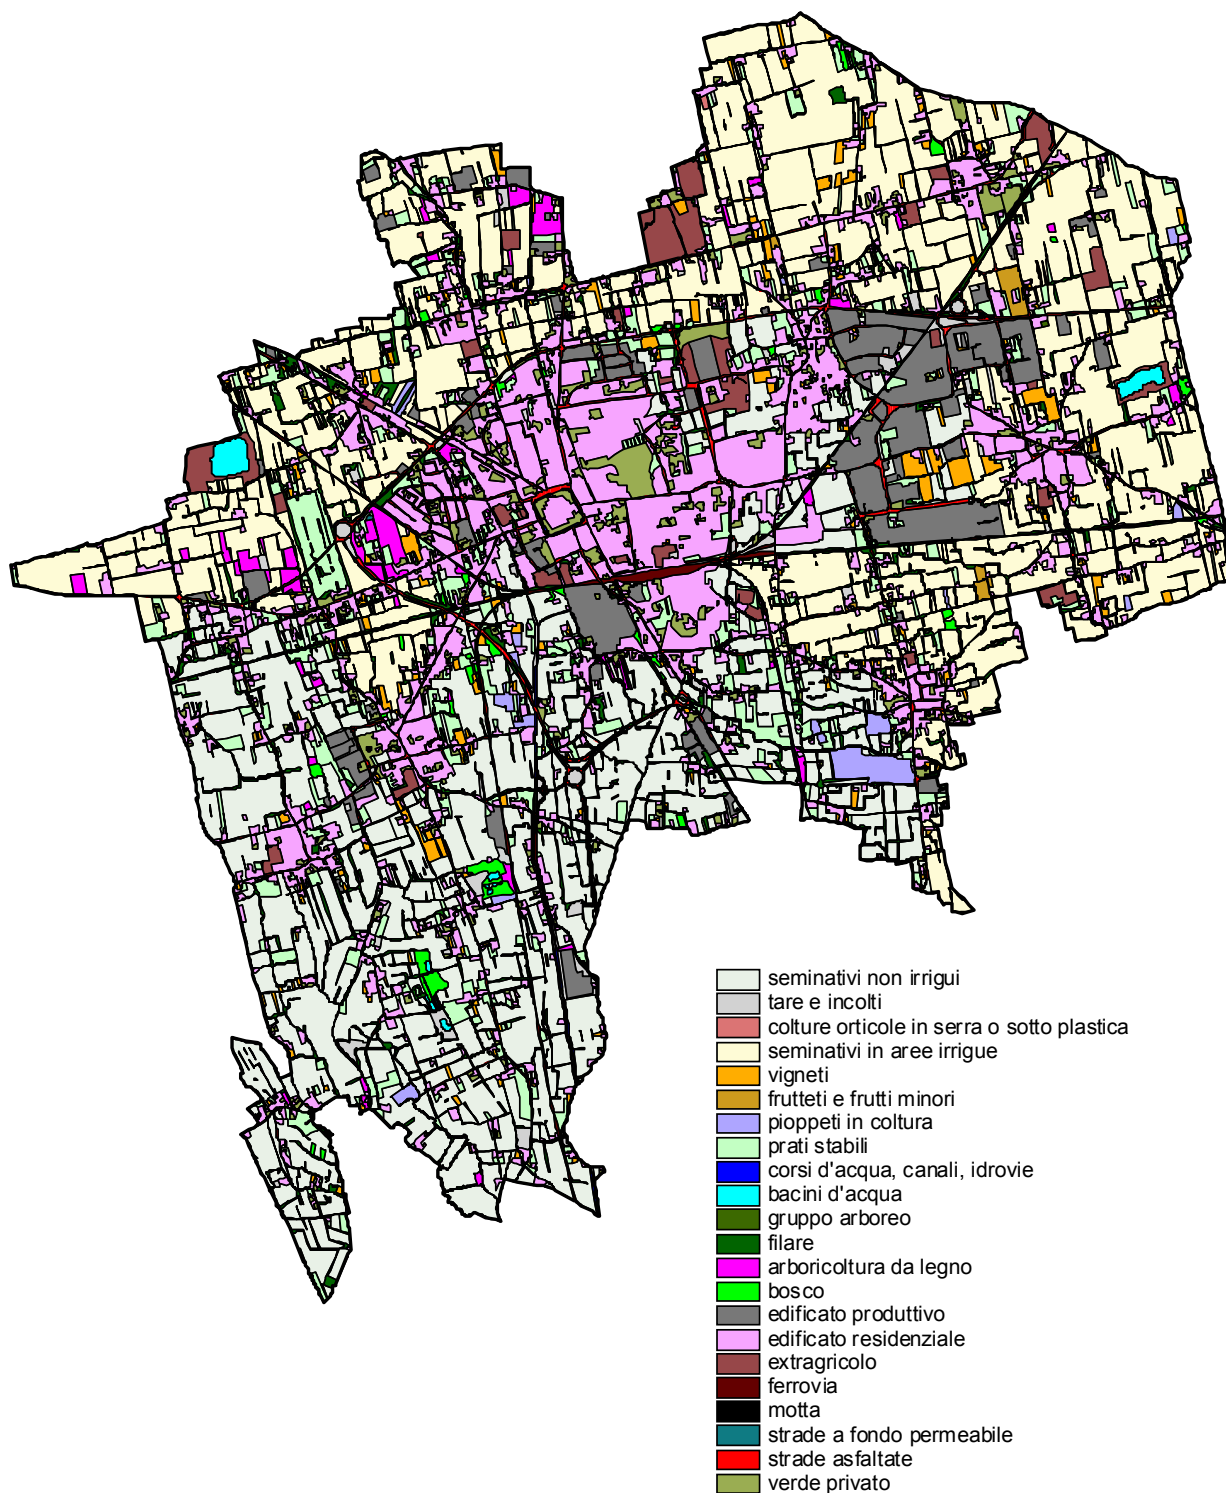 seminativi non irrigui
tare e incolti
colture orticole in serra o sotto plastica
seminativi in aree irrigue
vigneti
frutteti e frutti minori
pioppeti in coltura
prati stabili
corsi d'acqua, canali, idrovie
bacini d'acqua
gruppo arboreo
filare
arboricoltura da legno
bosco
edificato produttivo
edificato residenziale
extragricolo
ferrovia
motta
strade a fondo permeabile
strade asfaltate
verde privato